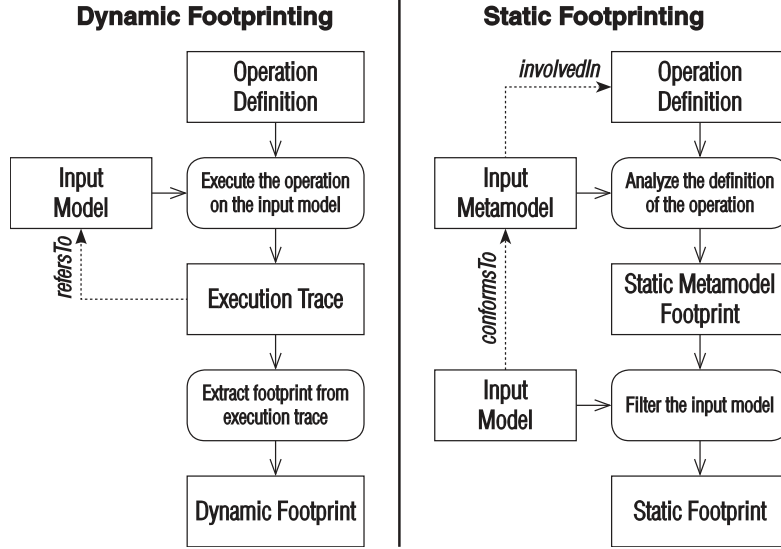 Dynamic Footprinting
Operation
Definition
Input
Model
Execute the operation
on the input model
refersTo
Execution Trace
Extract footprint from
execution trace
Dynamic Footprint
Static Footprinting
involvedIn
Operation
Definition
Input
Metamodel
Analyze the definition
of the operation
conformsTo
Static Metamodel
Footprint
Input
Model
Filter the input model
Static Footprint